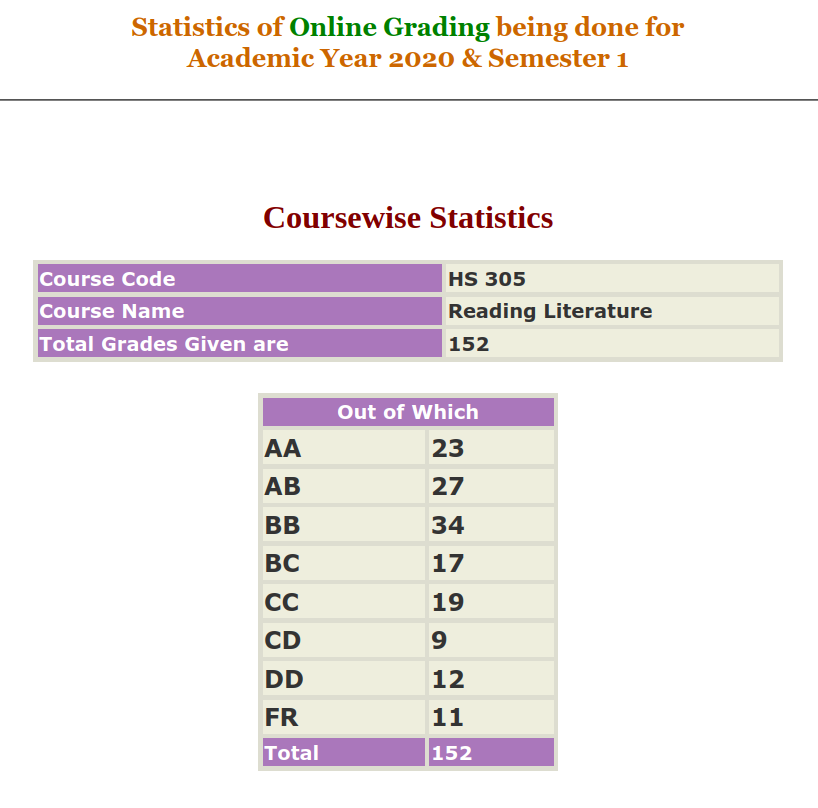 Statistics of Online Grading being done for
Academic Year 2020 & Semester 1
Coursewise Statistics
Course Code HS 305
Course Name Reading Literature
Total Grades Given are 152
Out of Which
AA 23
AB 27
BB 34
BC 17
CC 19
CD 9
DD 12
FR 11
Total 152